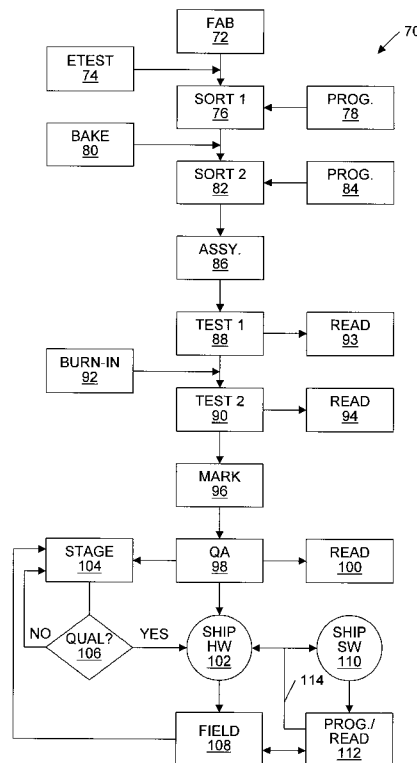 FAB
72
70
ETEST
74
SORT 1
76
PROG.
78
BAKE
80
SORT 2
82
PROG.
84
ASSY.
86
TEST 1
88
READ
93
BURN-IN
92
TEST 2
90
READ
94
MARK
96
STAGE
104
QA
98
READ
100
NO
QUAL?
106
YES
SHIP
HW
102
SHIP
SW
110
114
FIELD
108
PROG./
READ
112